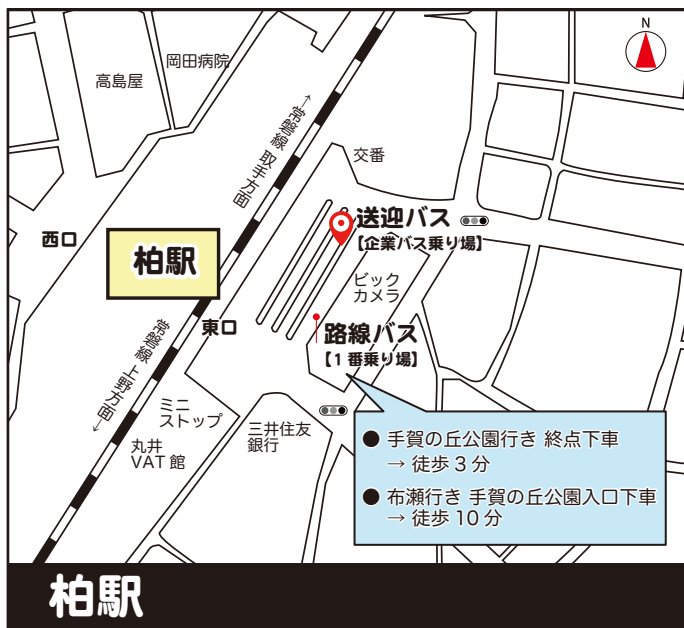 N
岡田病院
高島屋
←常磐線 取手方面
交番
送迎バス
【企業バス乗り場】
西口
柏駅
ビック
カメラ
東口
路線バス
【1番乗り場】
常磐線 上野方面→
ミニ
ストップ
三井住友
銀行
丸井
VAT館
● 手賀の丘公園行き 終点下車
→ 徒歩3分
● 布瀬行き 手賀の丘公園入口下車
→ 徒歩10分
柏駅